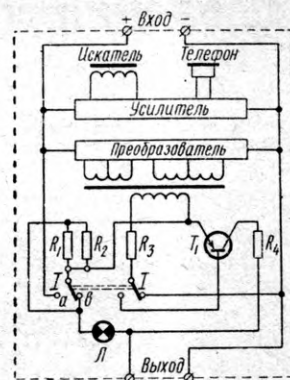 + Вход -
Искатель Телефон
Усилитель
Преобразователь
R1 R2 R3 T1 R4
I I
а в
Л
Выход